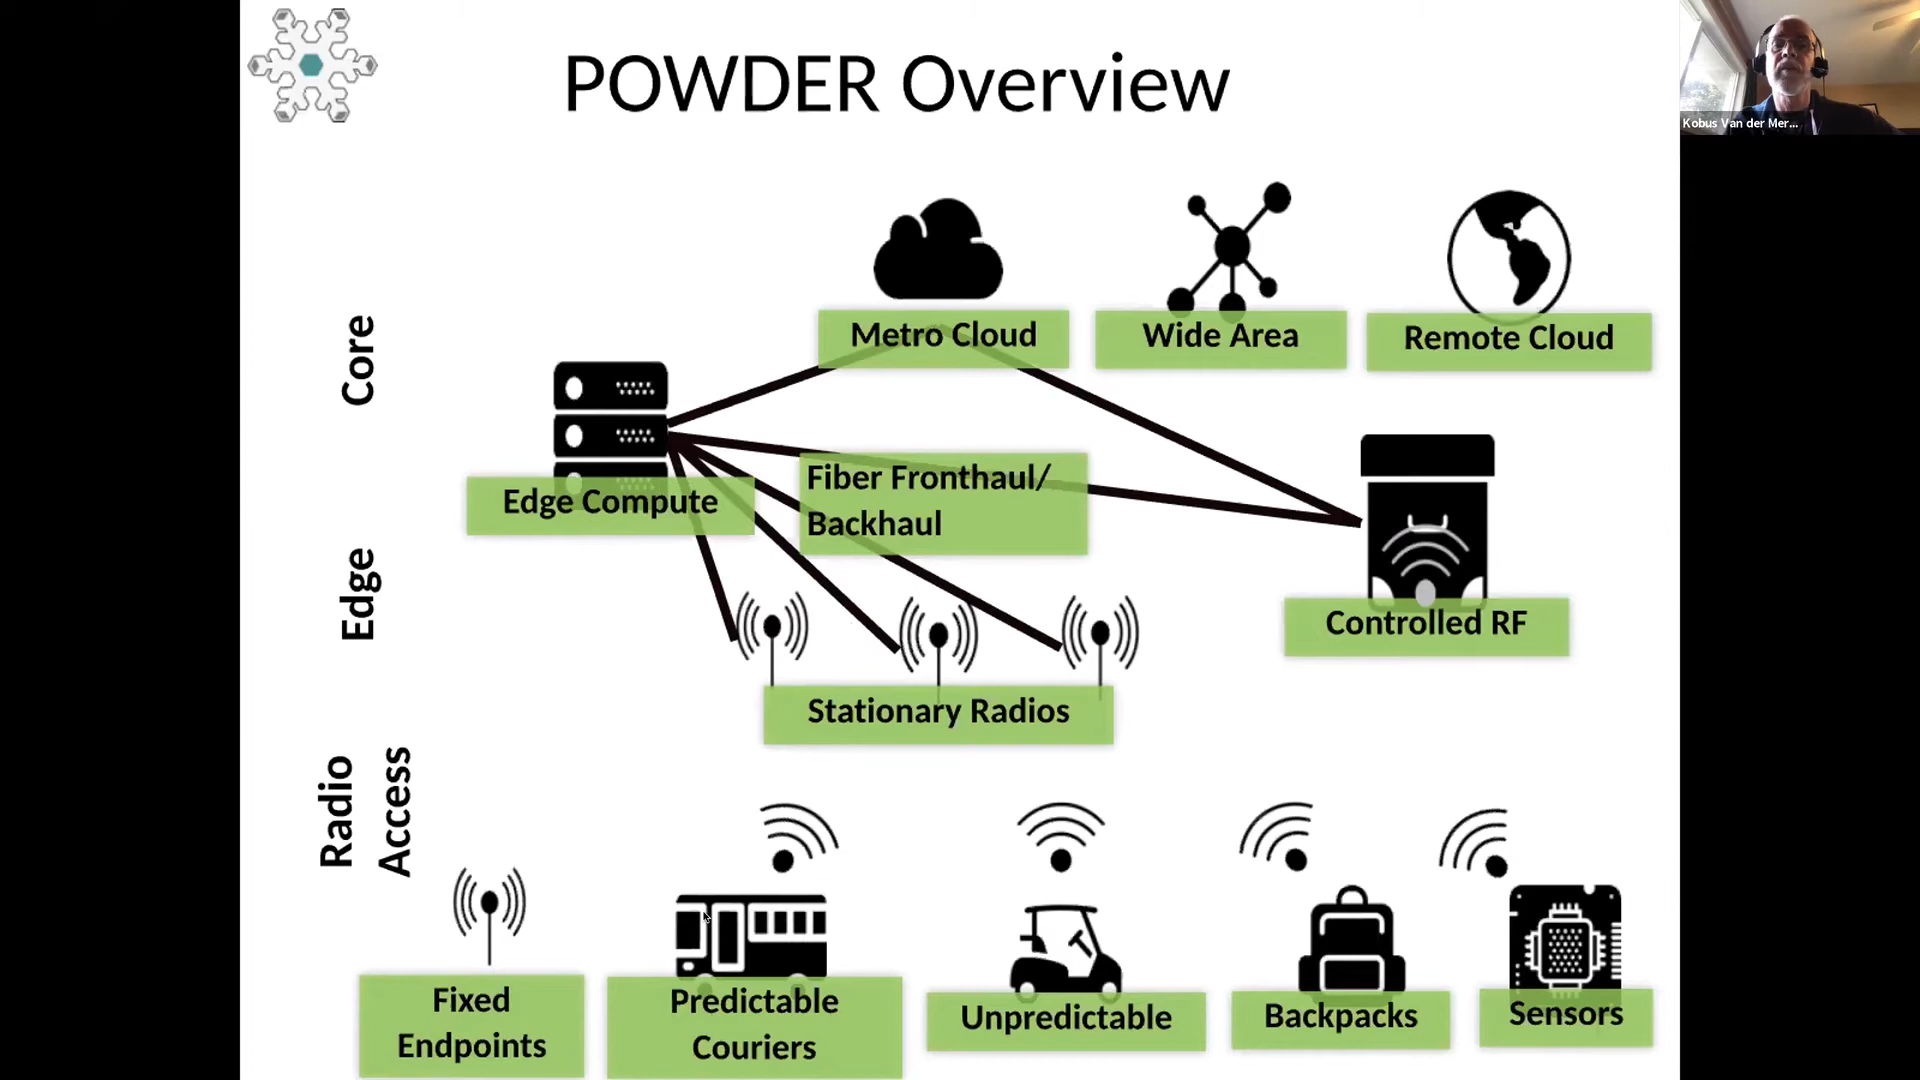 POWDER Overview
Kobus Van der Mer...
Core
Metro Cloud
Wide Area
Remote Cloud
Edge Compute
Fiber Fronthaul/
Backhaul
Edge
Controlled RF
Stationary Radios
Radio
Access
Fixed
Endpoints
Predictable
Couriers
Unpredictable
Backpacks
Sensors